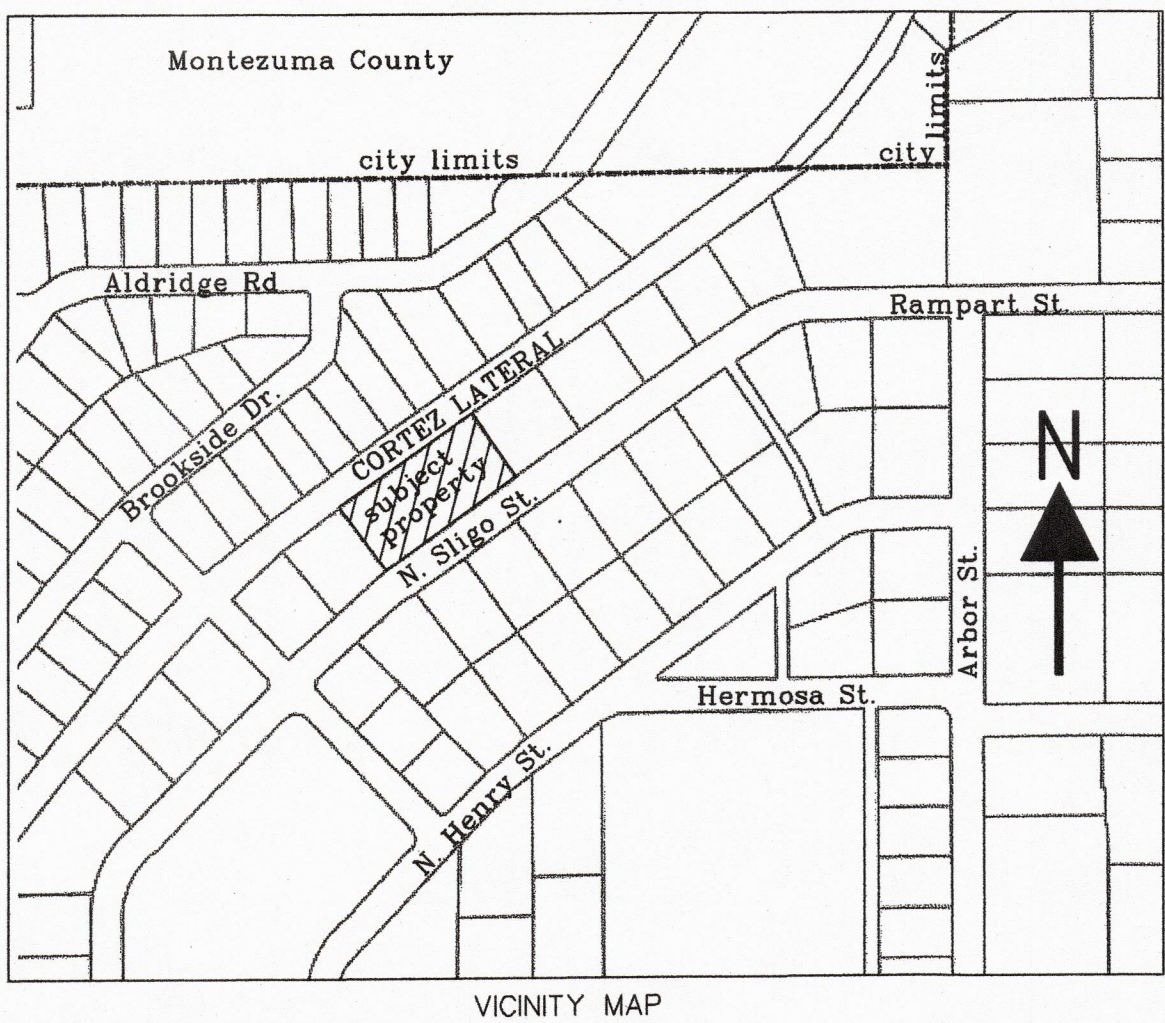 Montezuma County
city limits
city limits
Aldridge Rd
Rampart St.
CORTEZ LATERAL
Brookside Dr.
subject
property
N. Sligo St.
N
Arbor St.
Hermosa St.
N. Henry St.
VICINITY MAP